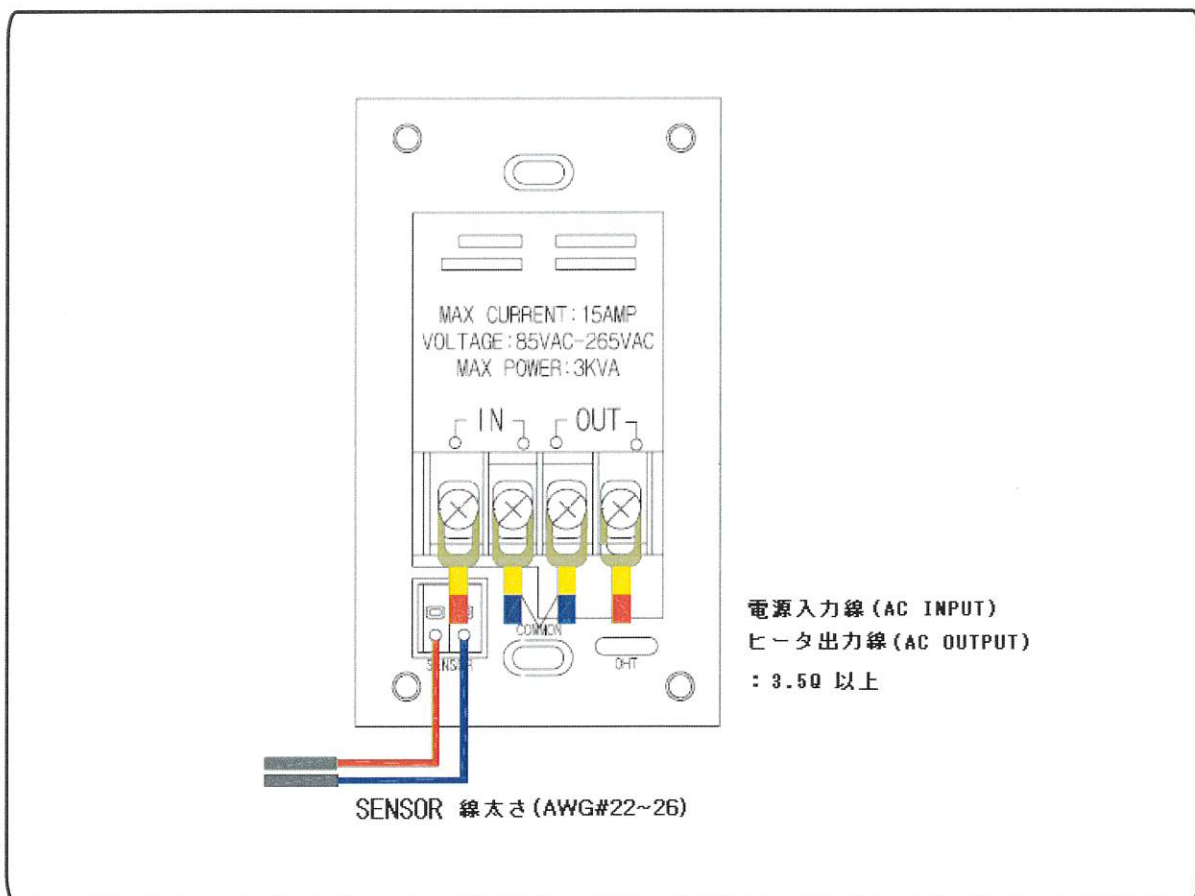 MAX CURRENT:15AMP
VOLTAGE:85VAC-265VAC
MAX POWER:3KVA
IN OUT
COMMON
SENSOR
OHT
電源入力線(AC INPUT)
ヒータ出力線(AC OUTPUT)
:3.5Q 以上
SENSOR 線太さ(AWG#22~26)